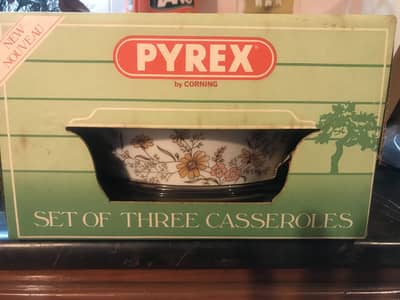 NEW
NOUVEAU
PYREX
by CORNING
SET OF THREE CASSEROLES